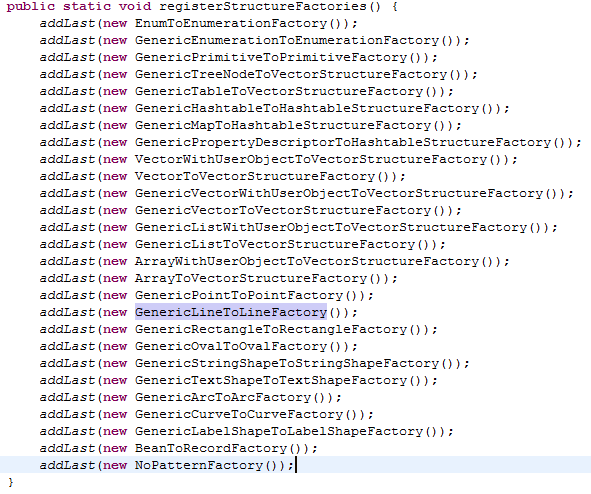 public static void registerStructureFactories() {
addLast(new EnumToEnumerationFactory());
addLast(new GenericEnumerationToEnumerationFactory());
addLast(new GenericPrimitiveToPrimitiveFactory());
addLast(new GenericTreeNodeToVectorStructureFactory());
addLast(new GenericTableToVectorStructureFactory());
addLast(new GenericHashtableToHashtableStructureFactory());
addLast(new GenericMapToHashtableStructureFactory());
addLast(new GenericPropertyDescriptorToHashtableStructureFactory());
addLast(new VectorWithUserObjectToVectorStructureFactory());
addLast(new VectorToVectorStructureFactory());
addLast(new GenericVectorWithUserObjectToVectorStructureFactory());
addLast(new GenericVectorToVectorStructureFactory());
addLast(new GenericListWithUserObjectToVectorStructureFactory());
addLast(new GenericListToVectorStructureFactory());
addLast(new ArrayWithUserObjectToVectorStructureFactory());
addLast(new ArrayToVectorStructureFactory());
addLast(new GenericPointToPointFactory());
addLast(new GenericLineToLineFactory());
addLast(new GenericRectangleToRectangleFactory());
addLast(new GenericOvalToOvalFactory());
addLast(new GenericStringShapeToStringShapeFactory());
addLast(new GenericTextShapeToTextShapeFactory());
addLast(new GenericArcToArcFactory());
addLast(new GenericCurveToCurveFactory());
addLast(new GenericLabelShapeToLabelShapeFactory());
addLast(new BeanToRecordFactory());
addLast(new NoPatternFactory());
}